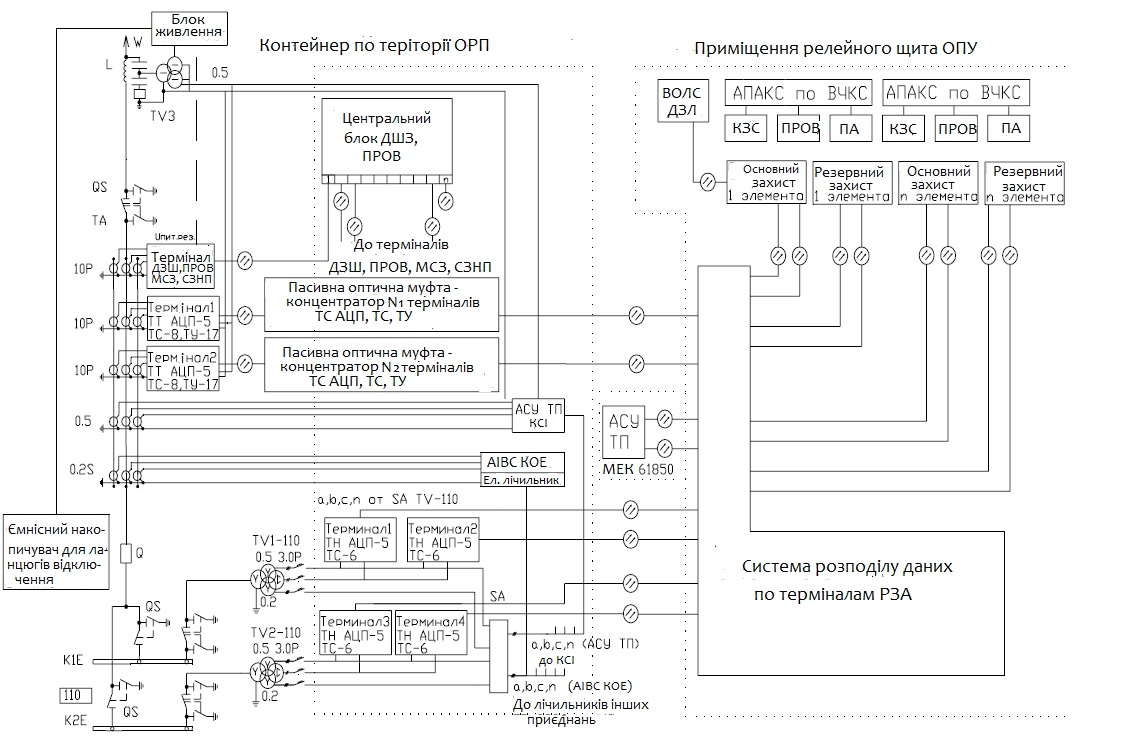 Блок
живлення
Контейнер по теріторії ОРП
Приміщення релейного щита ОПУ
W
L
0.5
TV3
Центральний
блок ДШЗ,
ПРОВ
n
ВОЛС
ДЗЛ
АПАКС по ВЧКС
АПАКС по ВЧКС
КЗС
ПРОВ
ПА
КЗС
ПРОВ
ПА
Основний
захист
1 элемента
Резервний
захист
1 элемента
Основний
захист
n элемента
Резервний
захист
n элемента
QS
TA
Uпит.рез.
До терміналів
ДЗШ, ПРОВ, МСЗ, СЗНП
10P
Термінал
ДЗШ,ПРОВ
МСЗ, СЗНП
10P
Термінал1
ТТ АЦП-5
ТС-8,ТУ-17
Пасивна оптична муфта -
концентратор N1 терміналів
ТС АЦП, ТС, ТУ
10P
Термінал2
ТТ АЦП-5
ТС-8,ТУ-17
Пасивна оптична муфта -
концентратор N2 терміналів
ТС АЦП, ТС, ТУ
0.5
АСУ ТП
КСІ
АСУ
ТП
МЕК 61850
0.2S
АІВС КОЕ
Ел. лічильник
a,b,c,n от SA TV-110
Ємнісний нако-
пичувач для ла-
нцюгів відклю-
чення
Q
Терминал1
ТН АЦП-5
ТС-6
Терминал2
ТН АЦП-5
ТС-6
TV1-110
0.5 3.0P
0.2
Система розподілу даних
по терміналам РЗА
QS
SA
Терминал3
ТН АЦП-5
ТС-6
Терминал4
ТН АЦП-5
ТС-6
TV2-110
0.5 3.0P
0.2
a,b,c,n (АСУ ТП)
до КСІ
К1Е
110
QS
К2Е
a,b,c,n (АІВС КОЕ)
До лічильників інших
приєднань